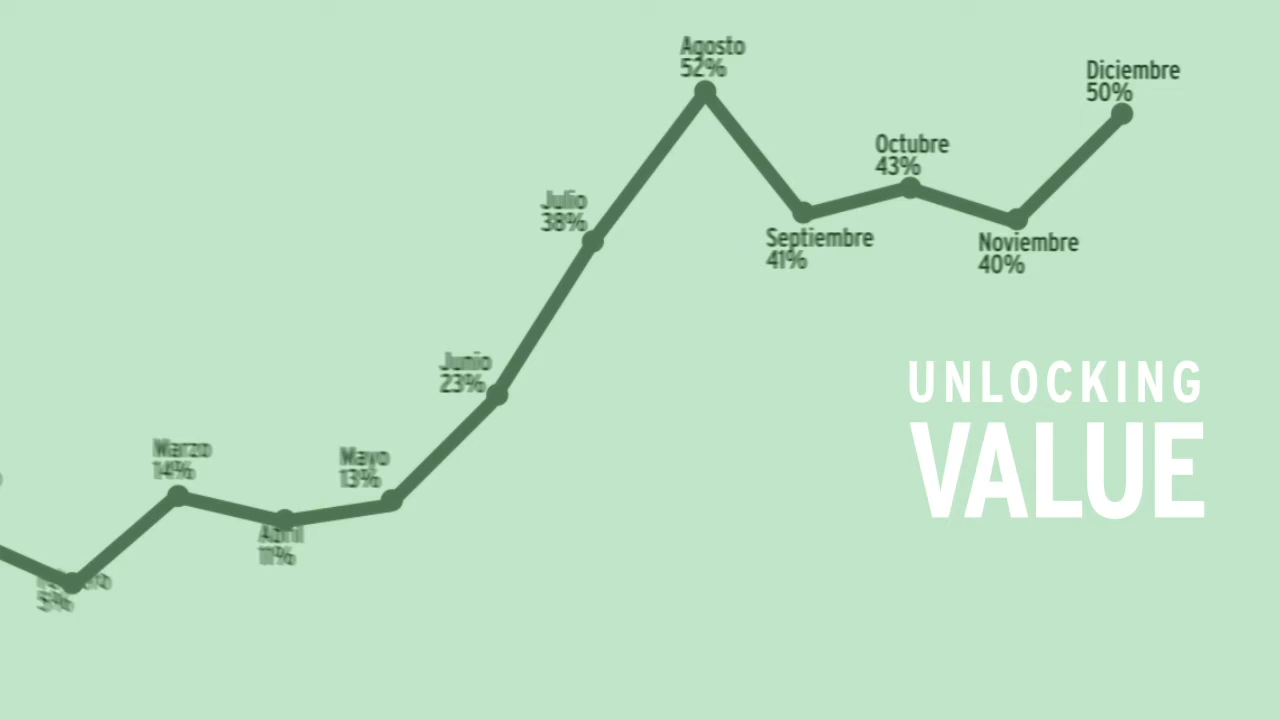 Marzo
14%
Abril
11%
Mayo
13%
Junio
23%
Julio
38%
Agosto
52%
Septiembre
41%
Octubre
43%
Noviembre
40%
Diciembre
50%
UNLOCKING
VALUE